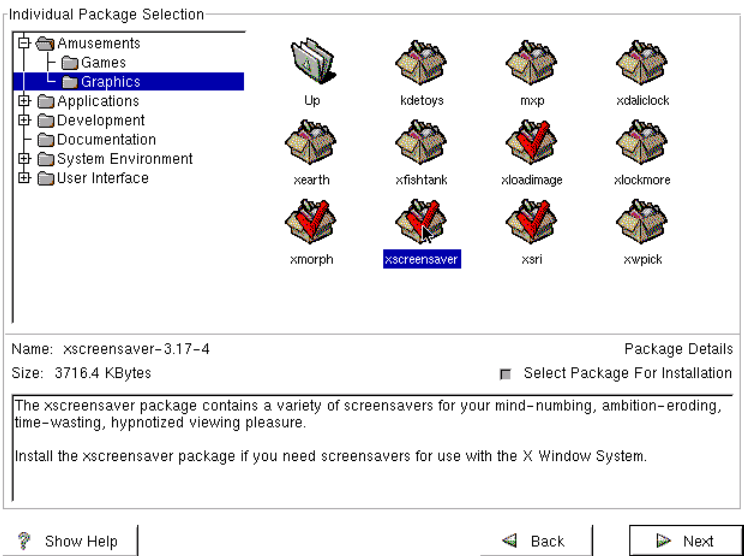 Individual Package Selection
Amusements
Games
Graphics
Applications
Development
Documentation
System Environment
User Interface
Up
kdetoys
mxp
xdaliclock
xearth
xfishtank
xloadimage
xlockmore
xmorph
xscreensaver
xsri
xwpick
Name: xscreensaver-3.17-4
Package Details
Size: 3716.4 KBytes
Select Package For Installation
The xscreensaver package contains a variety of screensavers for your mind-numbing, ambition-eroding,
time-wasting, hypnotized viewing pleasure.
Install the xscreensaver package if you need screensavers for use with the X Window System.
Show Help
Back
Next